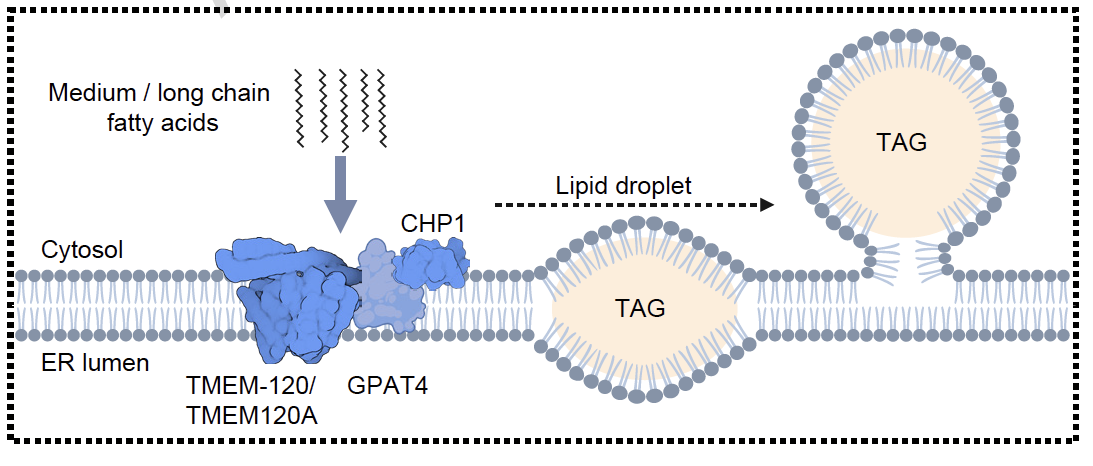 Medium / long chain
fatty acids
TAG
Lipid droplet
CHP1
Cytosol
TAG
ER lumen
TMEM-120/
TMEM120A
GPAT4